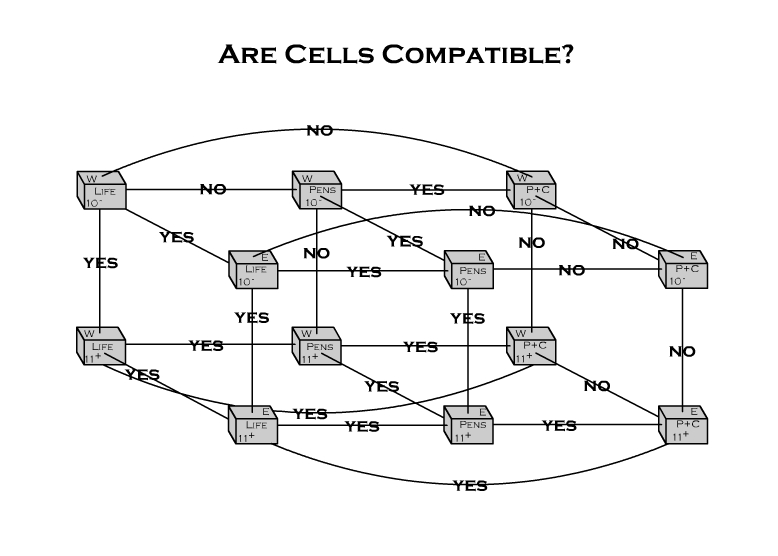 ARE CELLS COMPATIBLE?
NO
W
LIFE
10-
NO
W
PENS
10-
YES
W
P+C
10-
NO
YES
YES
NO
NO
YES
YES
E
LIFE
10-
YES
E
PENS
10-
NO
E
P+C
10-
YES
YES
NO
W
LIFE
11+
YES
W
PENS
11+
YES
W
P+C
11+
YES
YES
NO
YES
E
LIFE
11+
YES
E
PENS
11+
YES
E
P+C
11+
YES